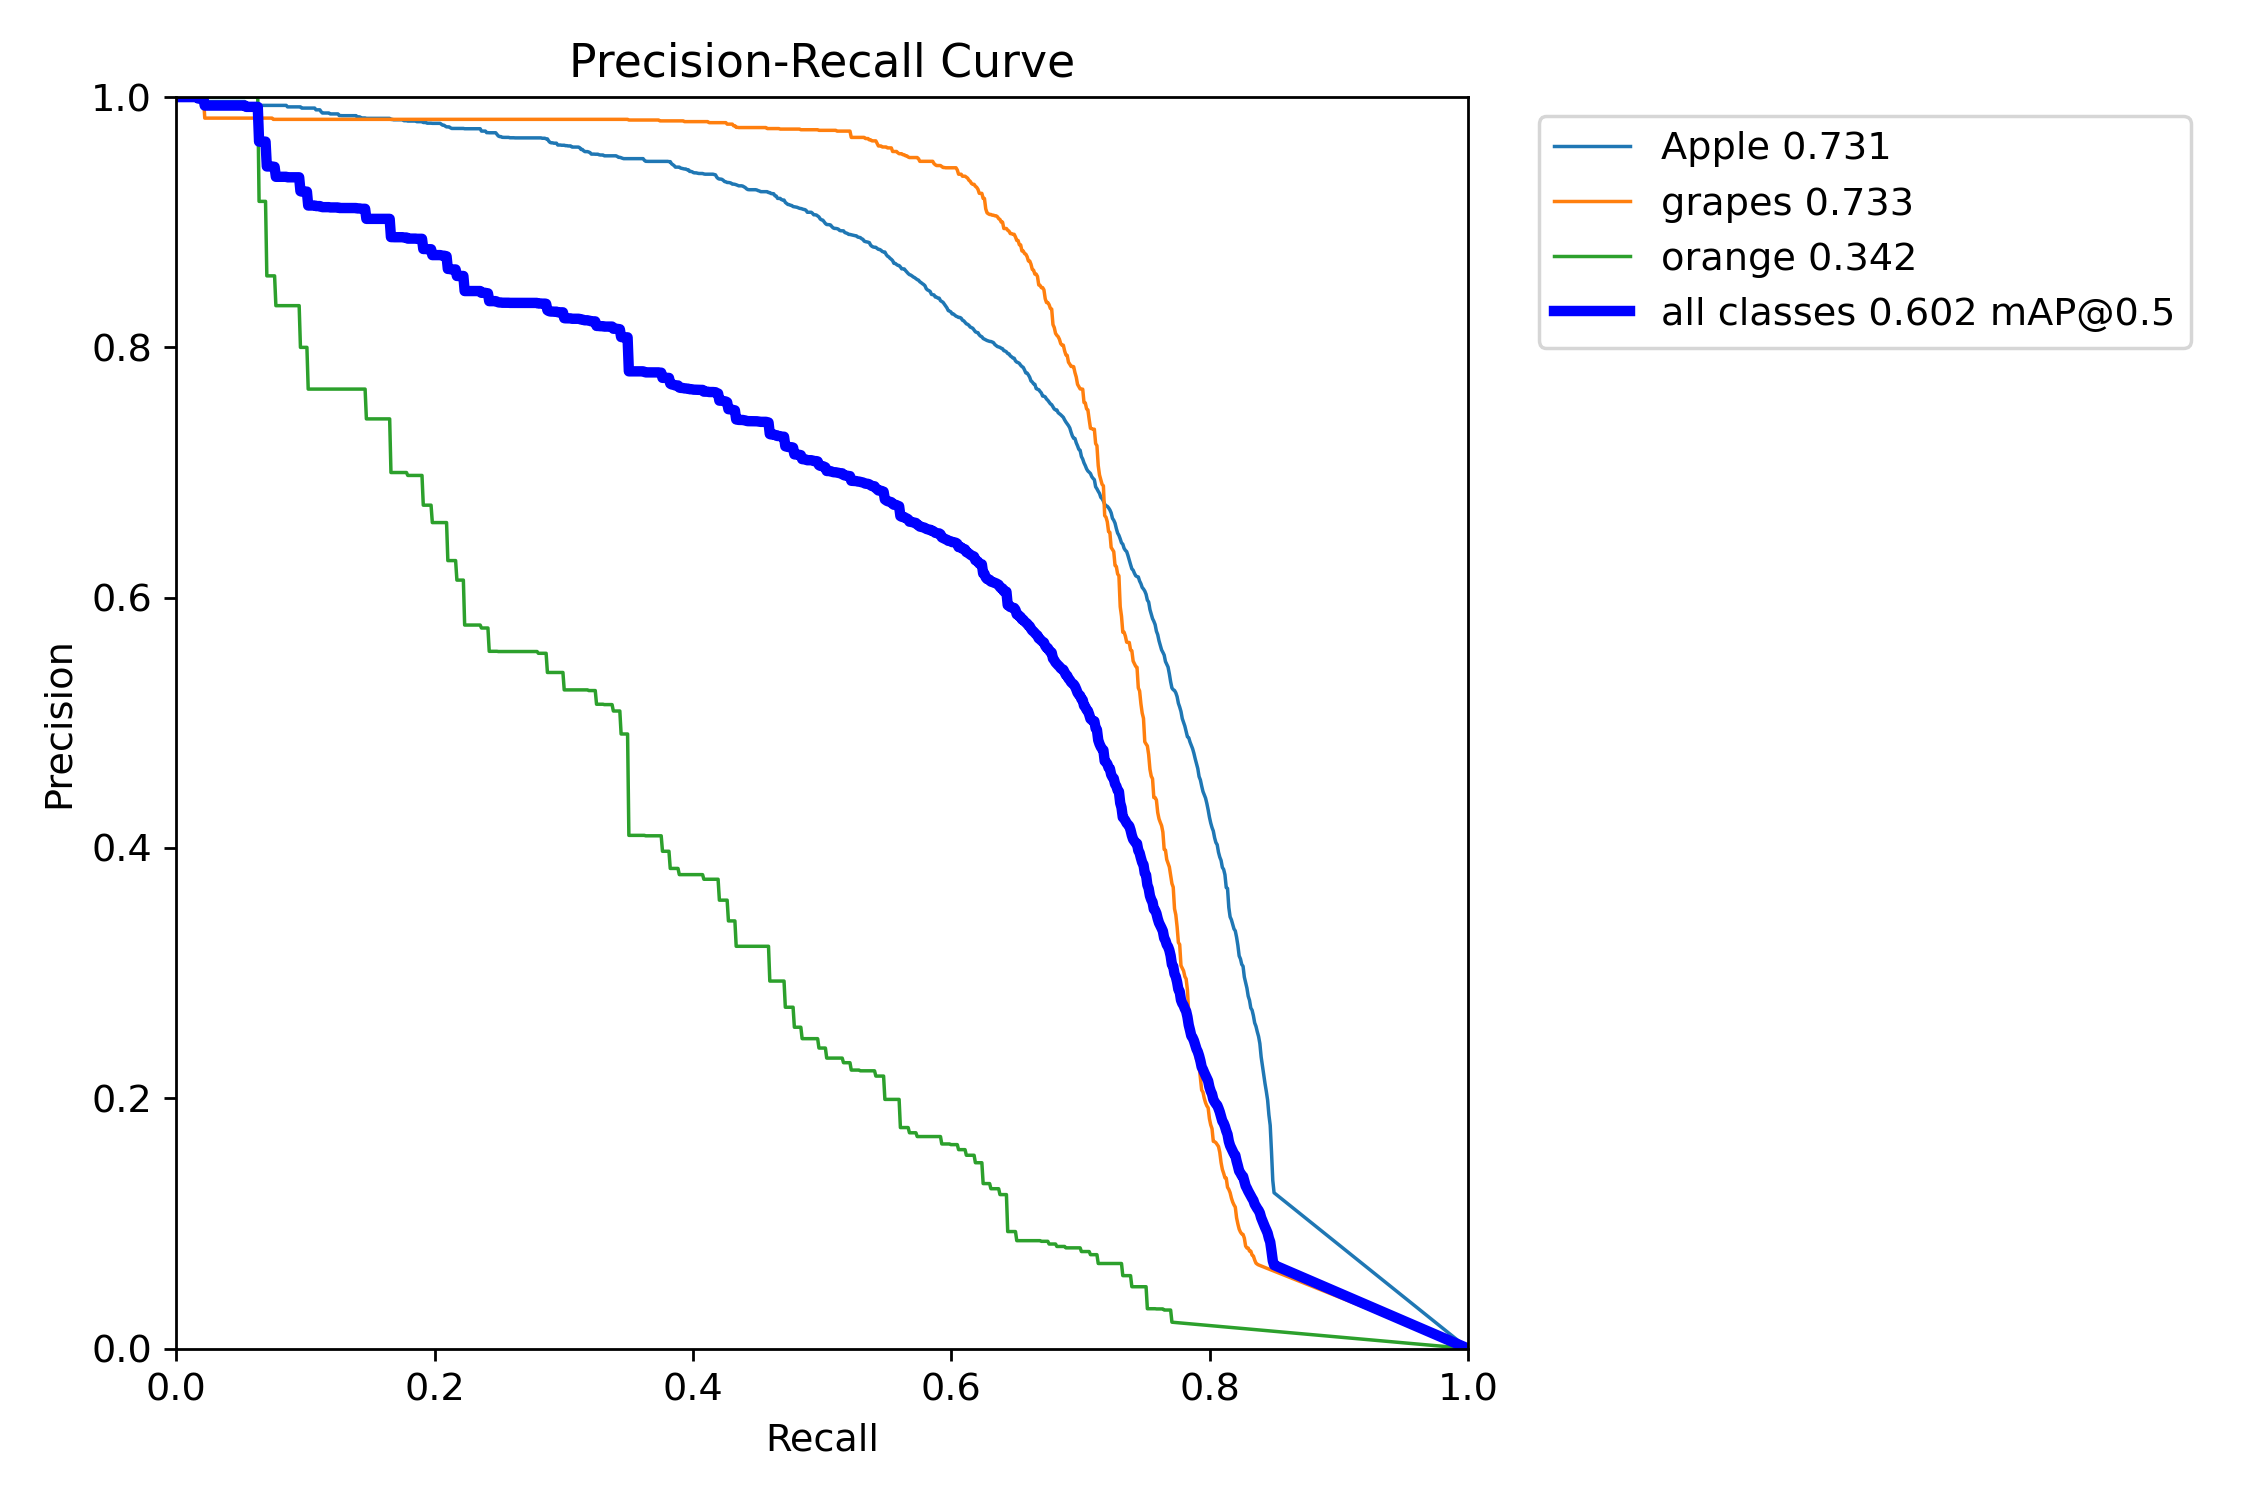 Precision-Recall Curve
1.0
0.8
0.6
0.4
0.2
0.0
Precision
0.0 0.2 0.4 0.6 0.8 1.0
Recall
Apple 0.731
grapes 0.733
orange 0.342
all classes 0.602 mAP@0.5